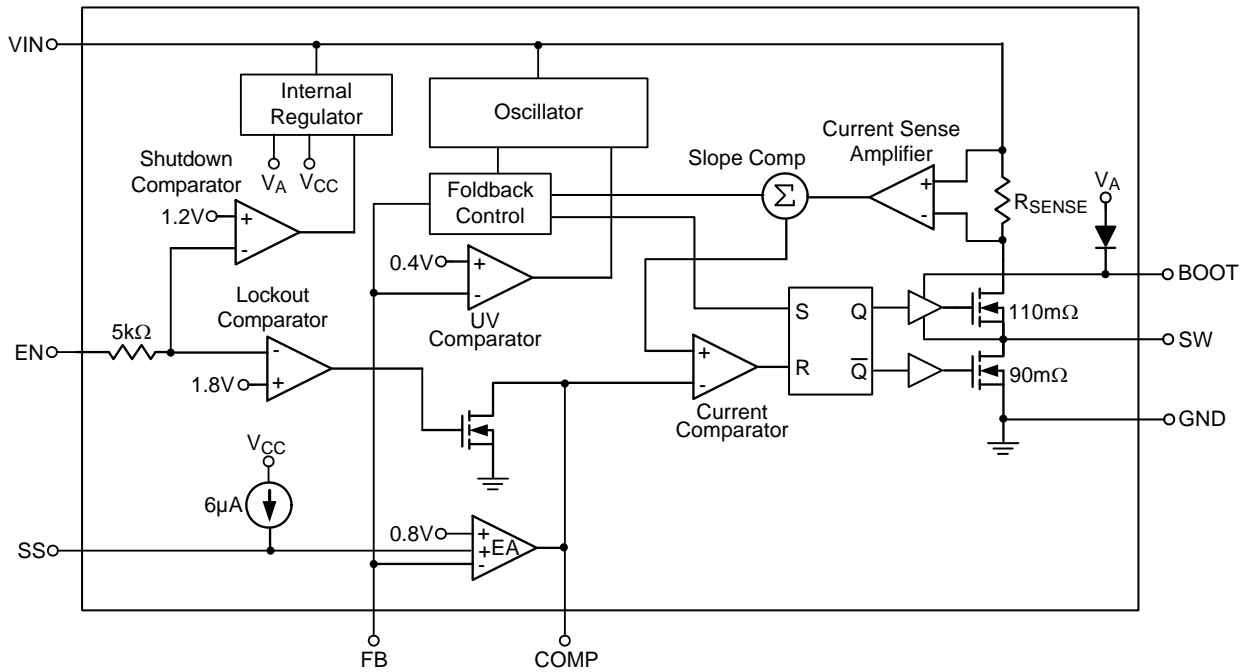 VIN
Internal
Regulator
Oscillator
Current Sense
Amplifier
Slope Comp
Shutdown
Comparator
VA
VCC
Foldback
Control
Σ
+
-
RSENSE
VA
1.2V
+
-
0.4V
+
-
UV
Comparator
BOOT
Lockout
Comparator
S
Q
110mΩ
5kΩ
EN
-
+
1.8V
SW
+
-
R
Q̅
90mΩ
Current
Comparator
GND
VCC
6µA
0.8V
+
+
-
EA
SS
FB
COMP